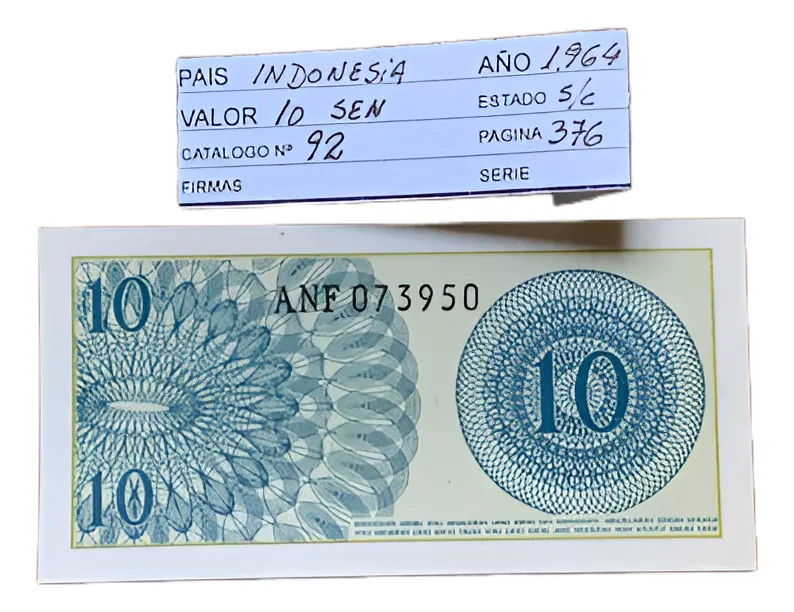 PAIS INDONESiA AÑO 1.964
VALOR 10 SEN ESTADO S/C
CATALOGO Nº 92 PAGINA 376
FIRMAS SERIE
10
ANF 073950
10
10